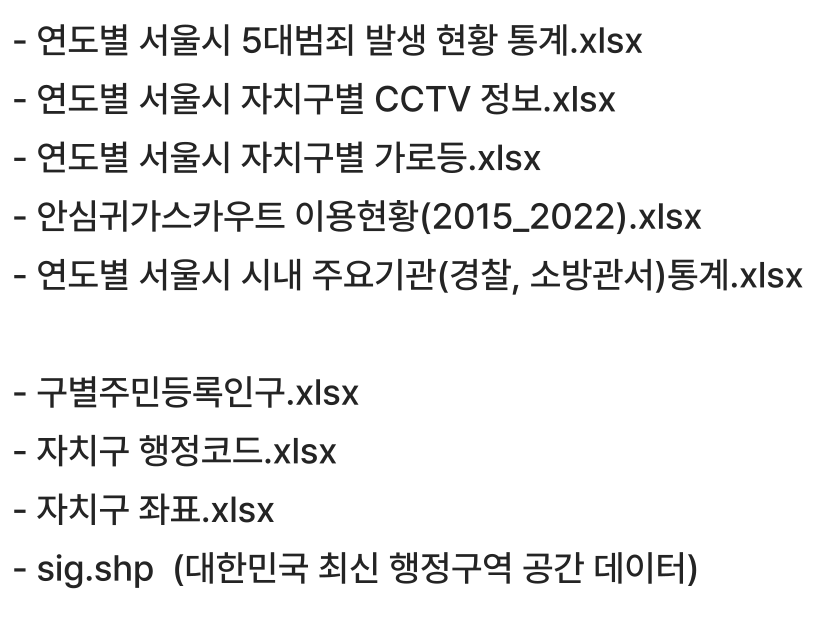 - 연도별 서울시 5대범죄 발생 현황 통계.xlsx
- 연도별 서울시 자치구별 CCTV 정보.xlsx
- 연도별 서울시 자치구별 가로등.xlsx
- 안심귀가스카우트 이용현황(2015_2022).xlsx
- 연도별 서울시 시내 주요기관(경찰, 소방관서)통계.xlsx
- 구별주민등록인구.xlsx
- 자치구 행정코드.xlsx
- 자치구 좌표.xlsx
- sig.shp (대한민국 최신 행정구역 공간 데이터)